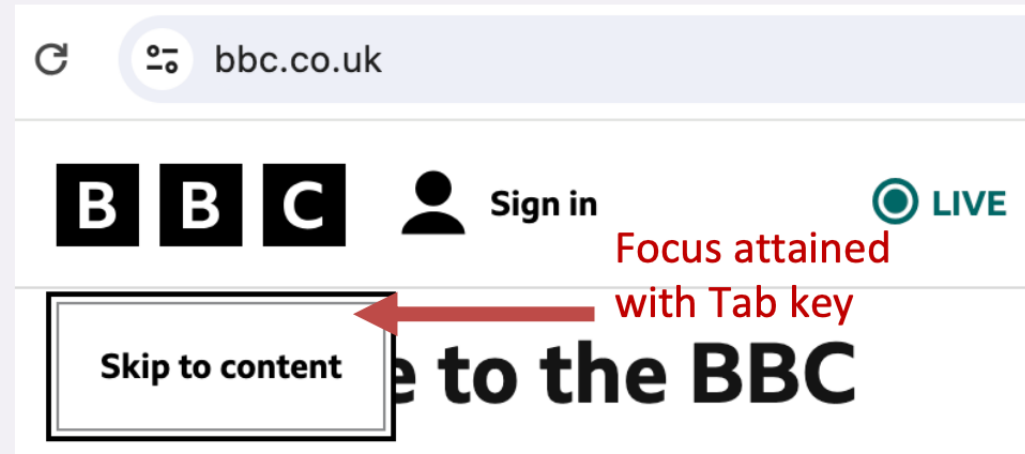 bbc.co.uk
BBC Sign in LIVE
Focus attained
with Tab key
Skip to content
e to the BBC